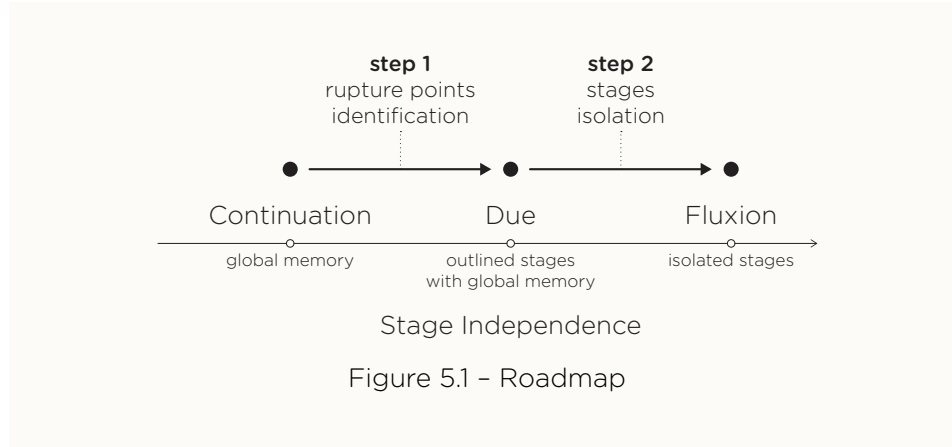 step 1
rupture points
identification
step 2
stages
isolation
Continuation
Due
Fluxion
global memory
outlined stages
with global memory
isolated stages
Stage Independence
Figure 5.1 – Roadmap